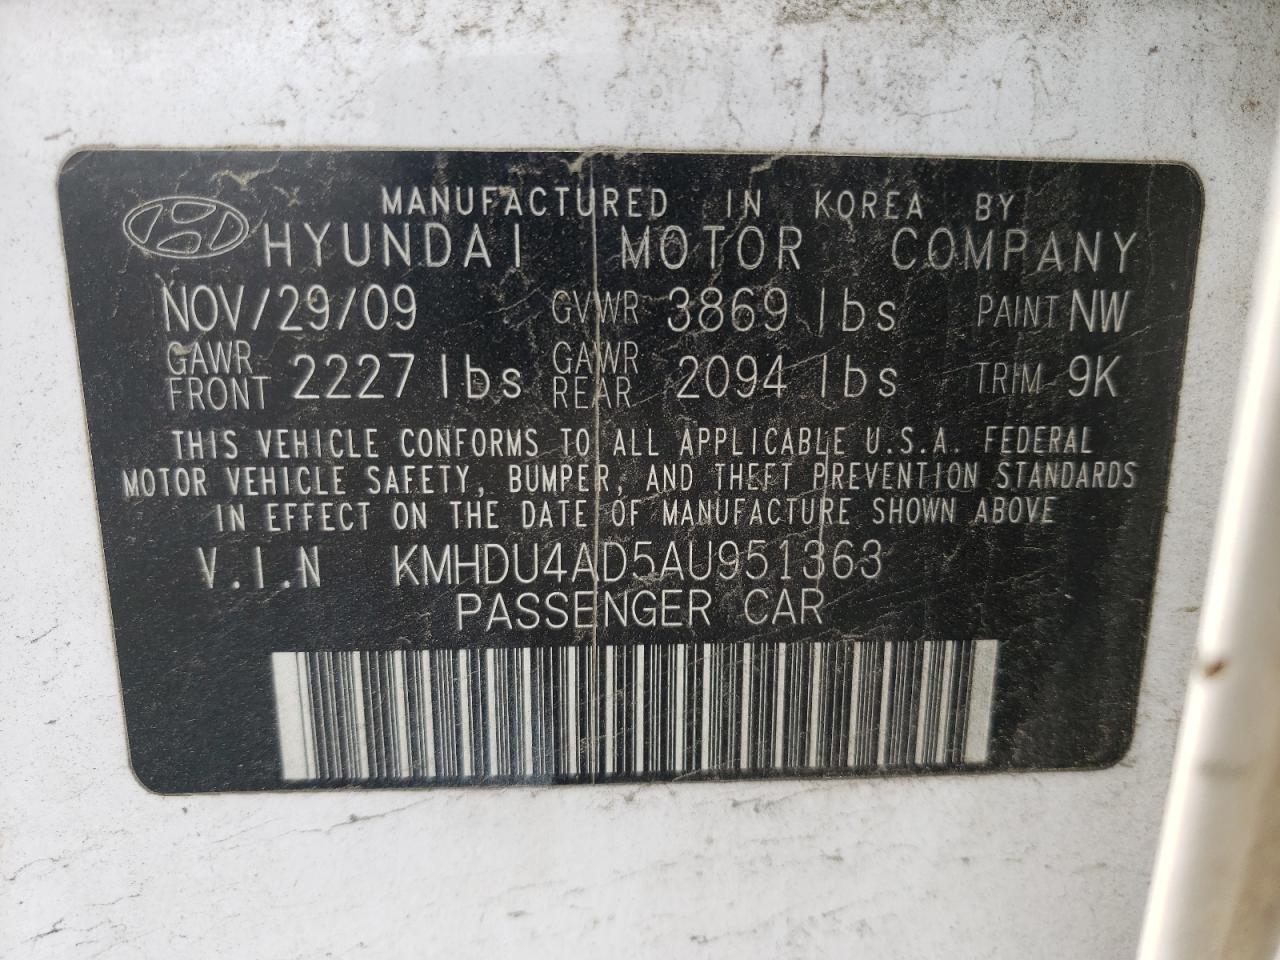 MANUFACTURED IN KOREA BY
HYUNDAI MOTOR COMPANY
NOV/29/09 GVWR 3869 lbs PAINT NW
GAWR FRONT 2227 lbs GAWR REAR 2094 lbs TRIM 9K
THIS VEHICLE CONFORMS TO ALL APPLICABLE U.S.A. FEDERAL
MOTOR VEHICLE SAFETY, BUMPER, AND THEFT PREVENTION STANDARDS
IN EFFECT ON THE DATE OF MANUFACTURE SHOWN ABOVE
V.I.N KMHDU4AD5AU951363
PASSENGER CAR